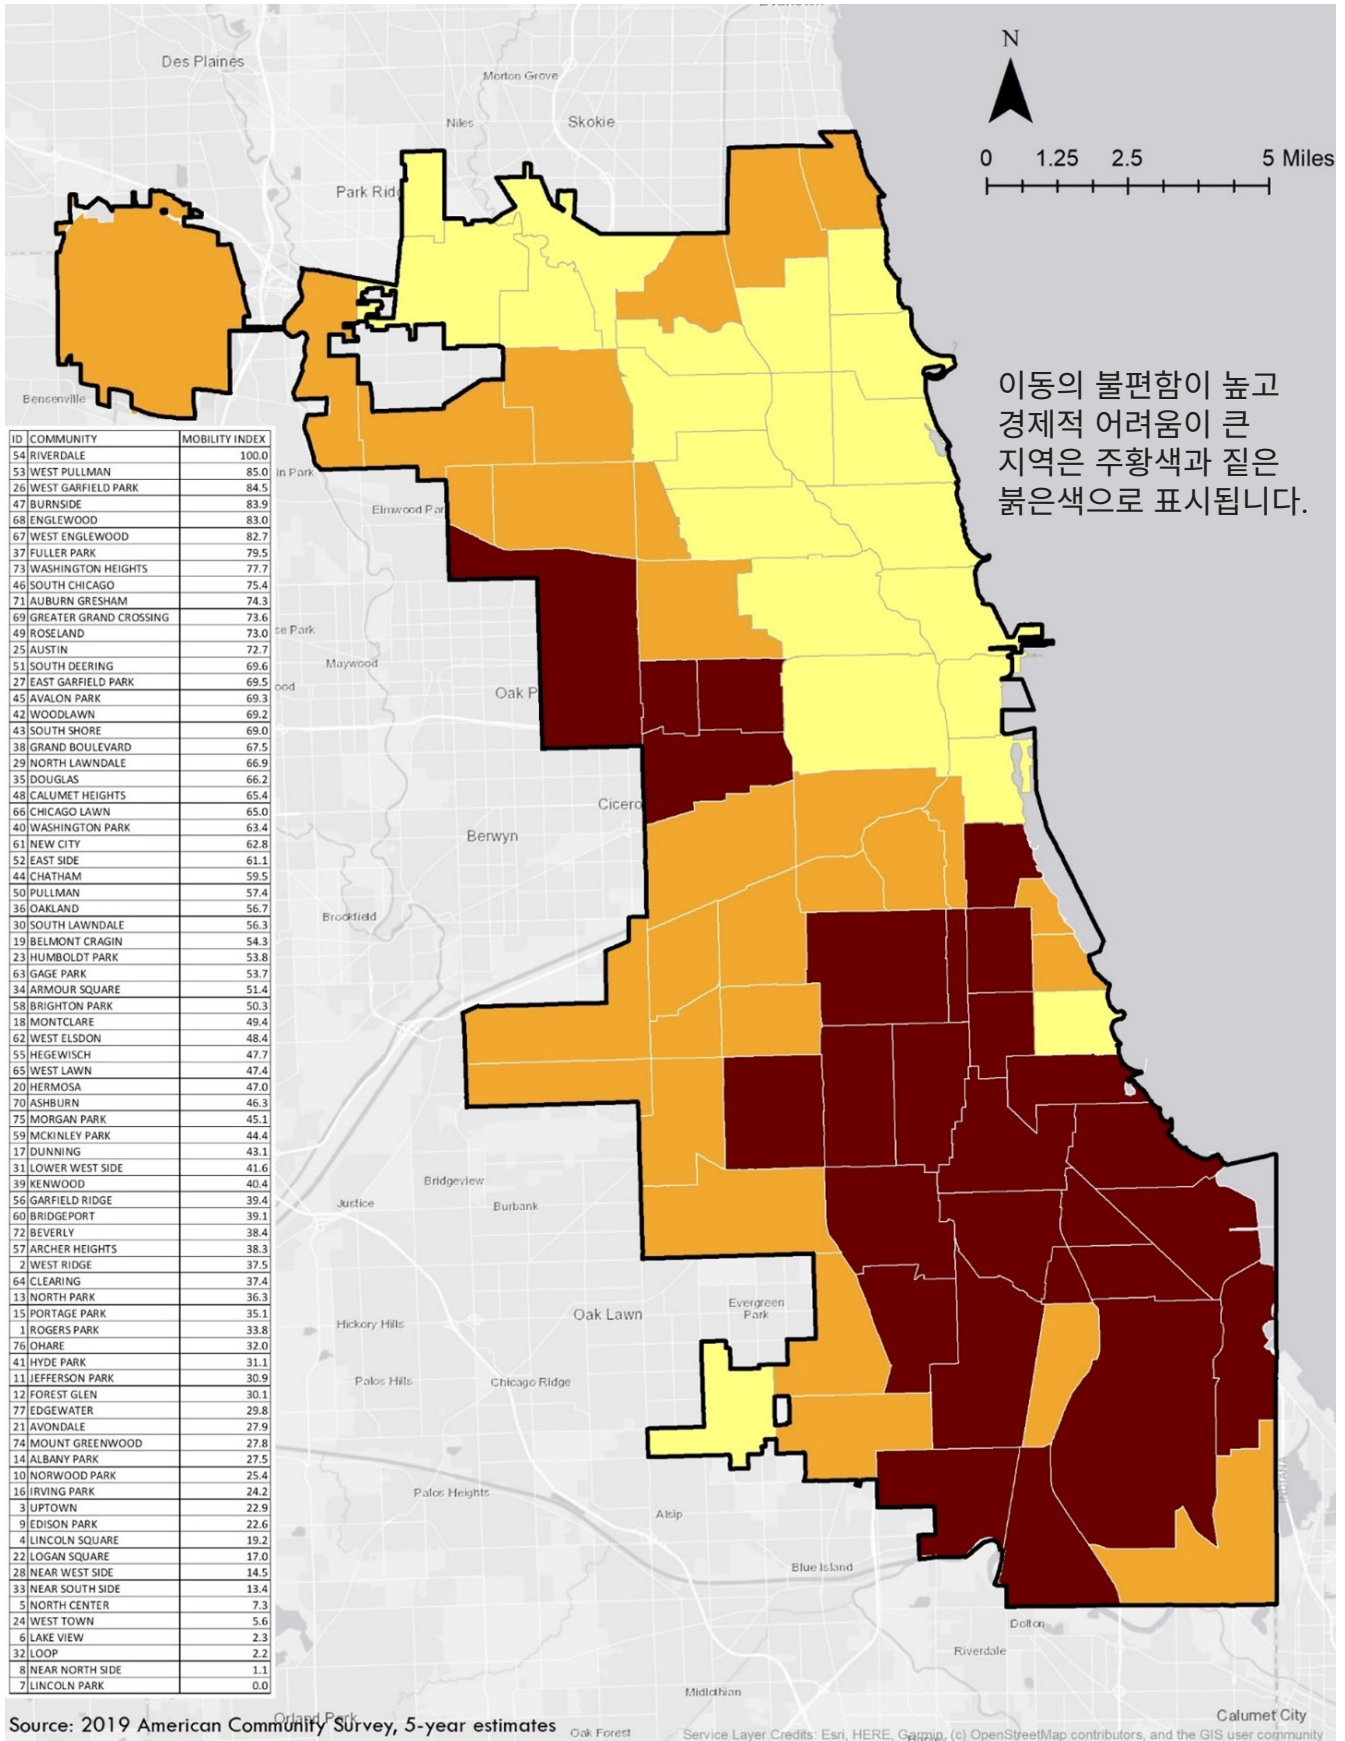 Evanston
Des Plaines
Morton Grove
Niles
Skokie
Park Rid
N
0 1.25 2.5 5 Miles
이동의 불편함이 높고
경제적 어려움이 큰
지역은 주황색과 짙은
붉은색으로 표시됩니다.
Bensenville
in Park
Elmwood Par
se Park
Maywood
ood
Oak P
Cicero
Berwyn
Brookfield
Bridgeview
Justice
Burbank
Oak Lawn
Evergreen
Park
Hickory Hills
Palos Hills
Chicago Ridge
Palos Heights
Alsip
Blue Island
Dolton
Riverdale
Midlothian
Orland Park
Oak Forest
Calumet City
INDIANA
ID COMMUNITY MOBILITY INDEX
54 RIVERDALE 100.0
53 WEST PULLMAN 85.0
26 WEST GARFIELD PARK 84.5
47 BURNSIDE 83.9
68 ENGLEWOOD 83.0
67 WEST ENGLEWOOD 82.7
37 FULLER PARK 79.5
73 WASHINGTON HEIGHTS 77.7
46 SOUTH CHICAGO 75.4
71 AUBURN GRESHAM 74.3
69 GREATER GRAND CROSSING 73.6
49 ROSELAND 73.0
25 AUSTIN 72.7
51 SOUTH DEERING 69.6
27 EAST GARFIELD PARK 69.5
45 AVALON PARK 69.3
42 WOODLAWN 69.2
43 SOUTH SHORE 69.0
38 GRAND BOULEVARD 67.5
29 NORTH LAWNDALE 66.9
35 DOUGLAS 66.2
48 CALUMET HEIGHTS 65.4
66 CHICAGO LAWN 65.0
40 WASHINGTON PARK 63.4
61 NEW CITY 62.8
52 EAST SIDE 61.1
44 CHATHAM 59.5
50 PULLMAN 57.4
36 OAKLAND 56.7
30 SOUTH LAWNDALE 56.3
19 BELMONT CRAGIN 54.3
23 HUMBOLDT PARK 53.8
63 GAGE PARK 53.7
34 ARMOUR SQUARE 51.4
58 BRIGHTON PARK 50.3
18 MONTCLARE 49.4
62 WEST ELSDON 48.4
55 HEGEWISCH 47.7
65 WEST LAWN 47.4
20 HERMOSA 47.0
70 ASHBURN 46.3
75 MORGAN PARK 45.1
59 MCKINLEY PARK 44.4
17 DUNNING 43.1
31 LOWER WEST SIDE 41.6
39 KENWOOD 40.4
56 GARFIELD RIDGE 39.4
60 BRIDGEPORT 39.1
72 BEVERLY 38.4
57 ARCHER HEIGHTS 38.3
2 WEST RIDGE 37.5
64 CLEARING 37.4
13 NORTH PARK 36.3
15 PORTAGE PARK 35.1
1 ROGERS PARK 33.8
76 OHARE 32.0
41 HYDE PARK 31.1
11 JEFFERSON PARK 30.9
12 FOREST GLEN 30.1
77 EDGEWATER 29.8
21 AVONDALE 27.9
74 MOUNT GREENWOOD 27.8
14 ALBANY PARK 27.5
10 NORWOOD PARK 25.4
16 IRVING PARK 24.2
3 UPTOWN 22.9
9 EDISON PARK 22.6
4 LINCOLN SQUARE 19.2
22 LOGAN SQUARE 17.0
28 NEAR WEST SIDE 14.5
33 NEAR SOUTH SIDE 13.4
5 NORTH CENTER 7.3
24 WEST TOWN 5.6
6 LAKE VIEW 2.3
32 LOOP 2.2
8 NEAR NORTH SIDE 1.1
7 LINCOLN PARK 0.0
Source: 2019 American Community Survey, 5-year estimates
Service Layer Credits: Esri, HERE, Garmin, (c) OpenStreetMap contributors, and the GIS user community